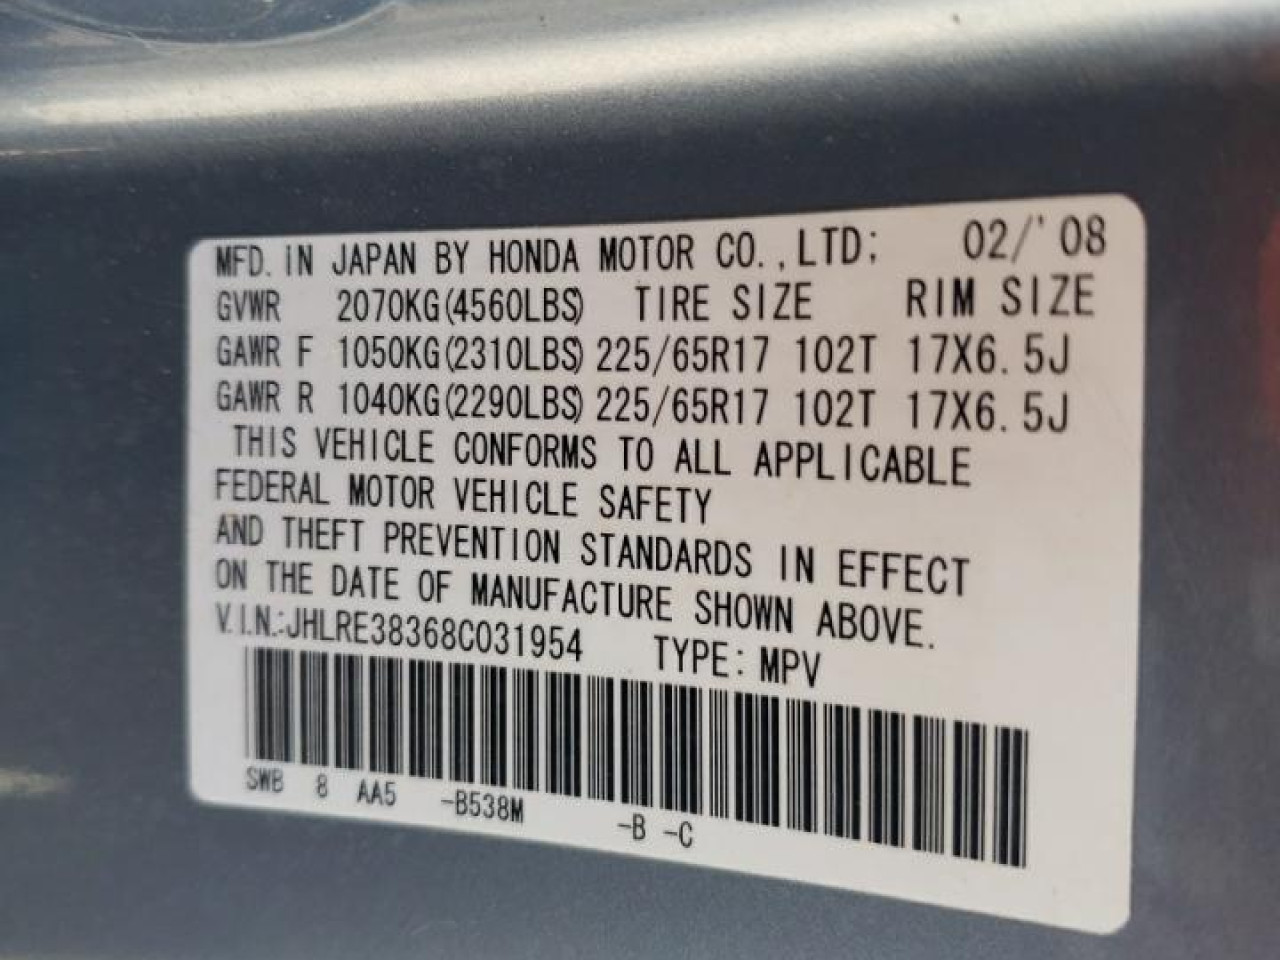 MFD. IN JAPAN BY HONDA MOTOR CO., LTD; 02/'08
GVWR 2070KG(4560LBS) TIRE SIZE RIM SIZE
GAWR F 1050KG(2310LBS) 225/65R17 102T 17X6.5J
GAWR R 1040KG(2290LBS) 225/65R17 102T 17X6.5J
THIS VEHICLE CONFORMS TO ALL APPLICABLE
FEDERAL MOTOR VEHICLE SAFETY
AND THEFT PREVENTION STANDARDS IN EFFECT
ON THE DATE OF MANUFACTURE SHOWN ABOVE.
V.I.N.:JHLRE38368C031954 TYPE: MPV
SWB 8 AA5 -B538M -B -C